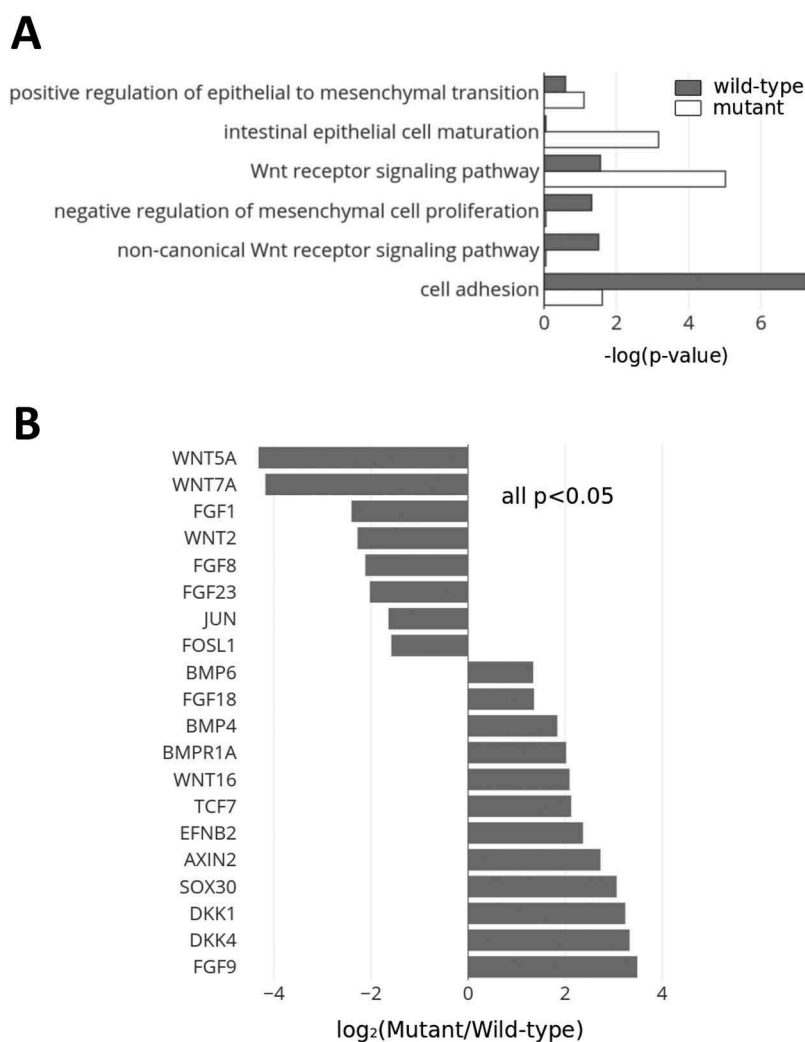 A
positive regulation of epithelial to mesenchymal transition
intestinal epithelial cell maturation
Wnt receptor signaling pathway
negative regulation of mesenchymal cell proliferation
non-canonical Wnt receptor signaling pathway
cell adhesion
wild-type
mutant
0 2 4 6
-log(p-value)
B
WNT5A
WNT7A
FGF1
WNT2
FGF8
FGF23
JUN
FOSL1
BMP6
FGF18
BMP4
BMPR1A
WNT16
TCF7
EFNB2
AXIN2
SOX30
DKK1
DKK4
FGF9
all p<0.05
−4 −2 0 2 4
log₂(Mutant/Wild-type)